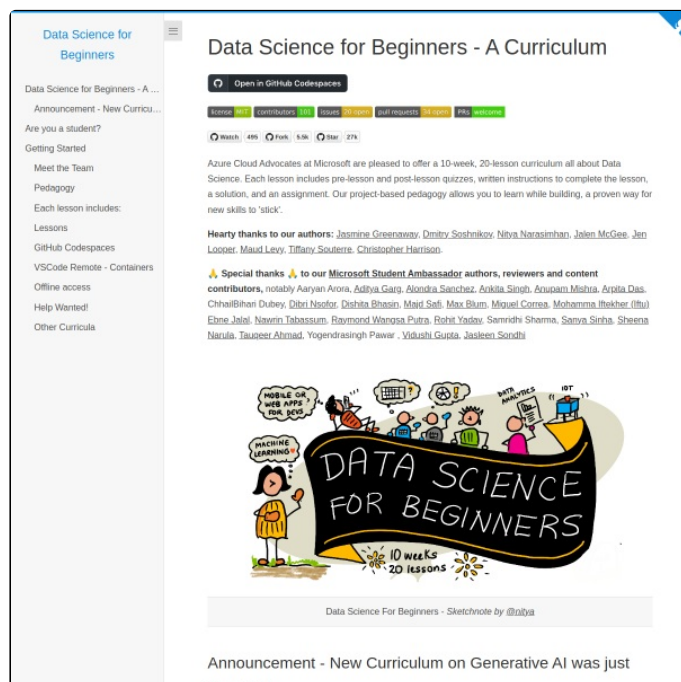 Data Science for
Beginners
Data Science for Beginners - A ...
Announcement - New Curricu...
Are you a student?
Getting Started
Meet the Team
Pedagogy
Each lesson includes:
Lessons
GitHub Codespaces
VSCode Remote - Containers
Offline access
Help Wanted!
Other Curricula
Data Science for Beginners - A Curriculum
Open in GitHub Codespaces
license MIT contributors 101 issues 20 open pull requests 34 open PRs welcome
Watch 495 Fork 5.5k Star 27k
Azure Cloud Advocates at Microsoft are pleased to offer a 10-week, 20-lesson curriculum all about Data
Science. Each lesson includes pre-lesson and post-lesson quizzes, written instructions to complete the lesson,
a solution, and an assignment. Our project-based pedagogy allows you to learn while building, a proven way for
new skills to 'stick'.
Hearty thanks to our authors: Jasmine Greenaway, Dmitry Soshnikov, Nitya Narasimhan, Jalen McGee, Jen
Looper, Maud Levy, Tiffany Souterre, Christopher Harrison.
🙏 Special thanks 🙏 to our Microsoft Student Ambassador authors, reviewers and content
contributors, notably Aaryan Arora, Aditya Garg, Alondra Sanchez, Ankita Singh, Anupam Mishra, Arpita Das,
ChhailBihari Dubey, Dibri Nsofor, Dishita Bhasin, Majd Safi, Max Blum, Miguel Correa, Mohamma Iftekher (Iftu)
Ebne Jalal, Nawrin Tabassum, Raymond Wangsa Putra, Rohit Yadav, Samridhi Sharma, Sanya Sinha, Sheena
Narula, Tauqeer Ahmad, Yogendrasingh Pawar , Vidushi Gupta, Jasleen Sondhi
MOBILE OR
WEB APPS,
FOR DEVS
?
!
DATA
ANALYTICS
IOT
MACHINE
LEARNING
DATA SCIENCE
FOR BEGINNERS
10 weeks
20 lessons
Data Science For Beginners - Sketchnote by @nitya
Announcement - New Curriculum on Generative AI was just